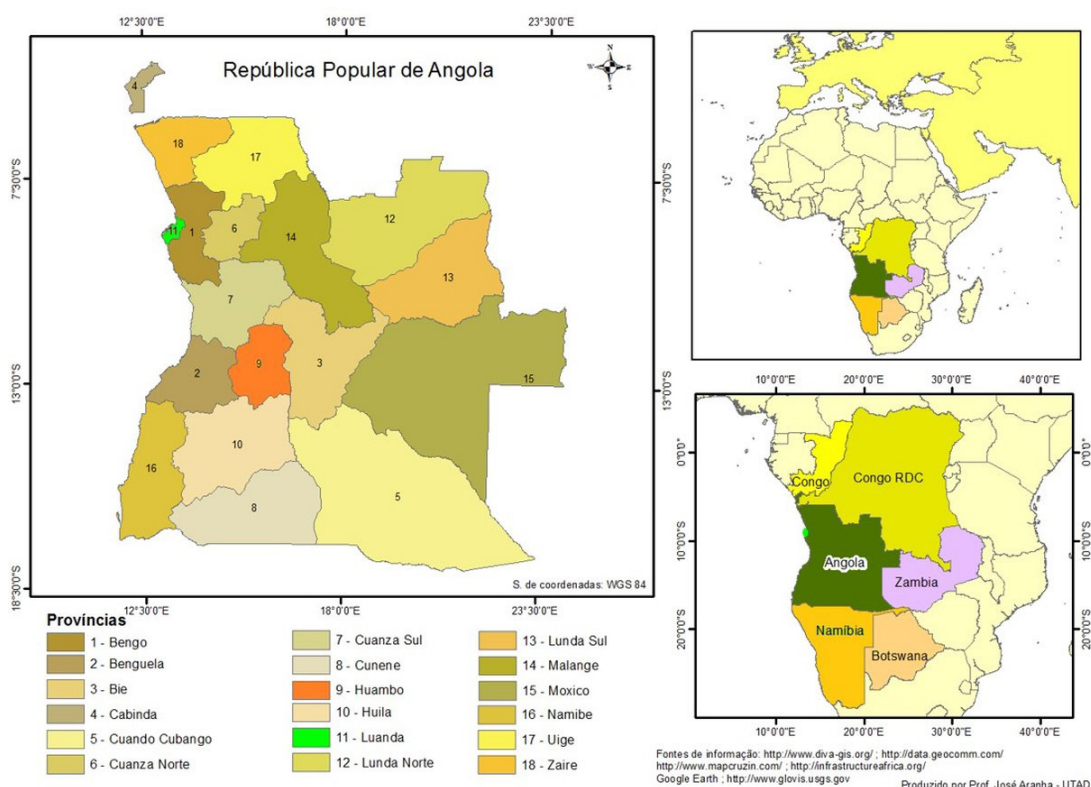 12°30'0"E 18°0'0"E 23°30'0"E
República Popular de Angola
N
W E
S
4
18
17
7°30'0"S
7°30'0"S
12
11
1
6
14
13
7
3
9
2
15
13°0'0"S
13°0'0"S
10
16
5
8
S. de coordenadas: WGS 84
18°30'0"S
12°30'0"E 18°0'0"E 23°30'0"E
10°0'0"E 20°0'0"E 30°0'0"E 40°0'0"E
0°0'0"
0°0'0"
Congo
Congo RDC
10°0'0"S
10°0'0"S
Angola
Zambia
20°0'0"S
20°0'0"S
Namíbia
Botswana
Províncias
1 - Bengo
2 - Benguela
3 - Bie
4 - Cabinda
5 - Cuando Cubango
6 - Cuanza Norte
7 - Cuanza Sul
8 - Cunene
9 - Huambo
10 - Huila
11 - Luanda
12 - Lunda Norte
13 - Lunda Sul
14 - Malange
15 - Moxico
16 - Namibe
17 - Uige
18 - Zaire
Fontes de informação: http://www.diva-gis.org/ ; http://data.geocomm.com/
http://www.mapcruzin.com/ ; http://infrastructureafrica.org/
Google Earth ; http://www.glovis.usgs.gov
Produzido por Prof. José Aranha - UTAD